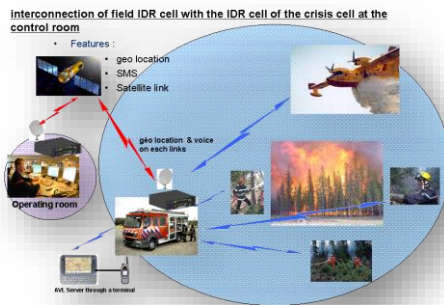 interconnection of field IDR cell with the IDR cell of the crisis cell at the
control room
• Features :
• geo location
• SMS
• Satellite link
géo location & voice
on each links
Operating room
AVL Server through a terminal